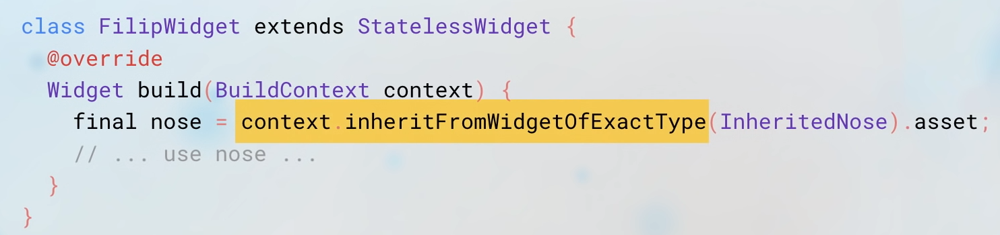 class FilipWidget extends StatelessWidget {
@override
Widget build(BuildContext context) {
final nose = context.inheritFromWidgetOfExactType(InheritedNose).asset;
// ... use nose ...
}
}